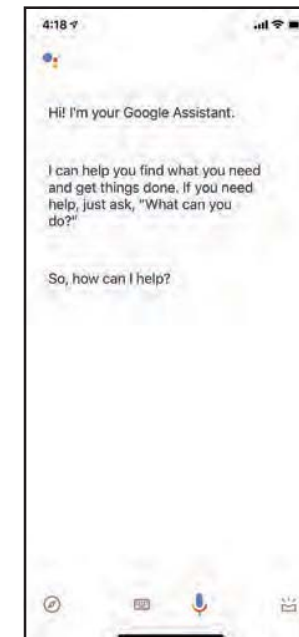 4:18
Hi! I'm your Google Assistant.
I can help you find what you need
and get things done. If you need
help, just ask, "What can you
do?"
So, how can I help?